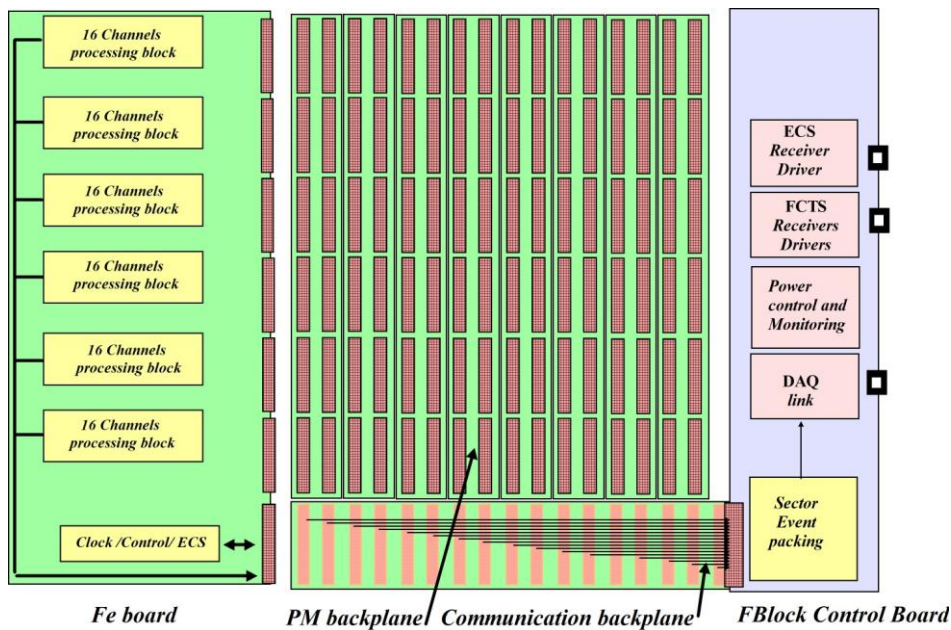 16 Channels
processing block
16 Channels
processing block
16 Channels
processing block
16 Channels
processing block
16 Channels
processing block
16 Channels
processing block
Clock /Control/ ECS
ECS
Receiver
Driver
FCTS
Receivers
Drivers
Power
control and
Monitoring
DAQ
link
Sector
Event
packing
Fe board
PM backplane
Communication backplane
FBlock Control Board